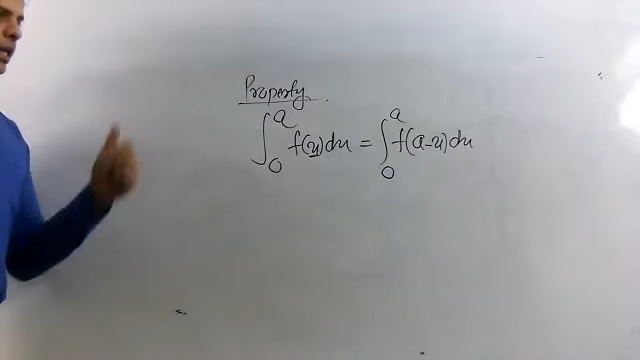 Property
∫₀ᵃ f(x)dx = ∫₀ᵃ f(a-x)dx